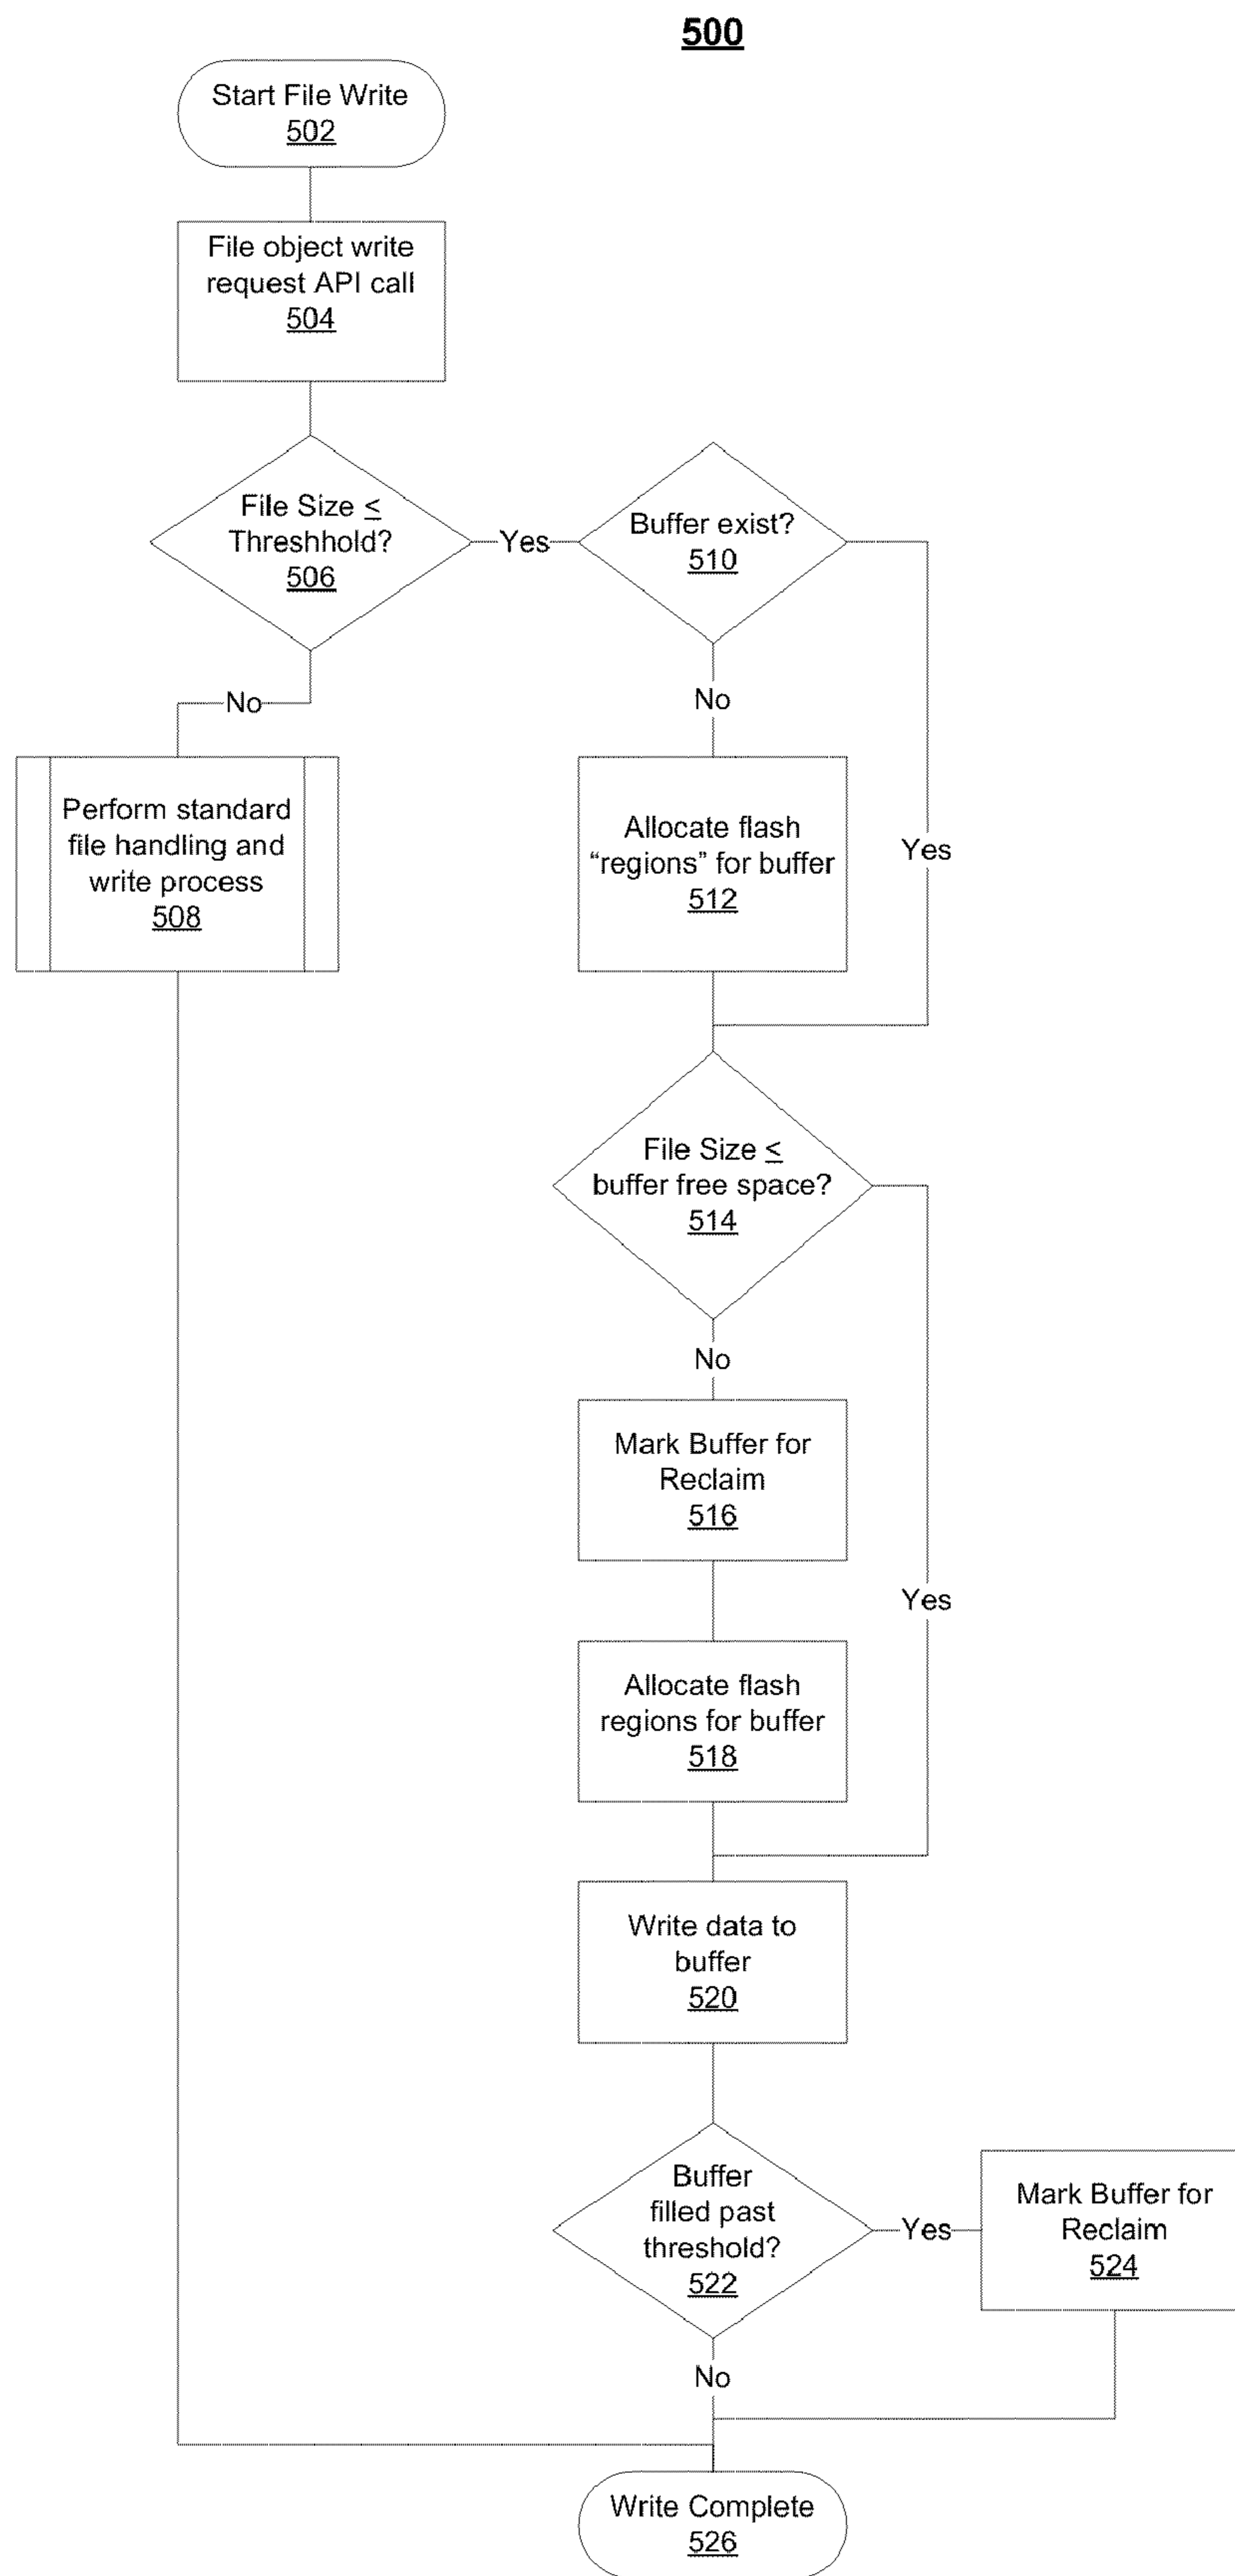 500
Start File Write
502
File object write
request API call
504
File Size ≤
Threshhold?
506
Yes
Buffer exist?
510
No
No
Perform standard
file handling and
write process
508
Allocate flash
“regions” for buffer
512
Yes
File Size ≤
buffer free space?
514
No
Mark Buffer for
Reclaim
516
Yes
Allocate flash
regions for buffer
518
Write data to
buffer
520
Buffer
filled past
threshold?
522
Yes
Mark Buffer for
Reclaim
524
No
Write Complete
526